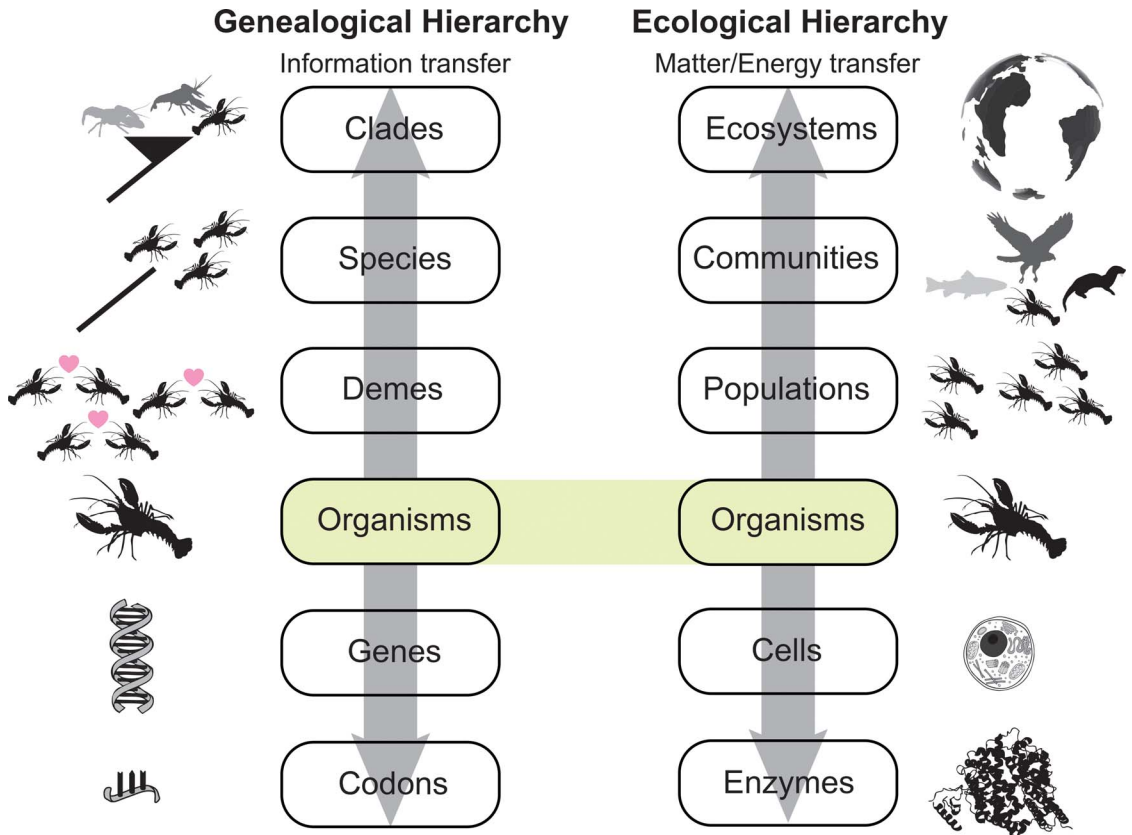 Genealogical Hierarchy
Information transfer
Clades
Species
Demes
Organisms
Genes
Codons
Ecological Hierarchy
Matter/Energy transfer
Ecosystems
Communities
Populations
Organisms
Cells
Enzymes